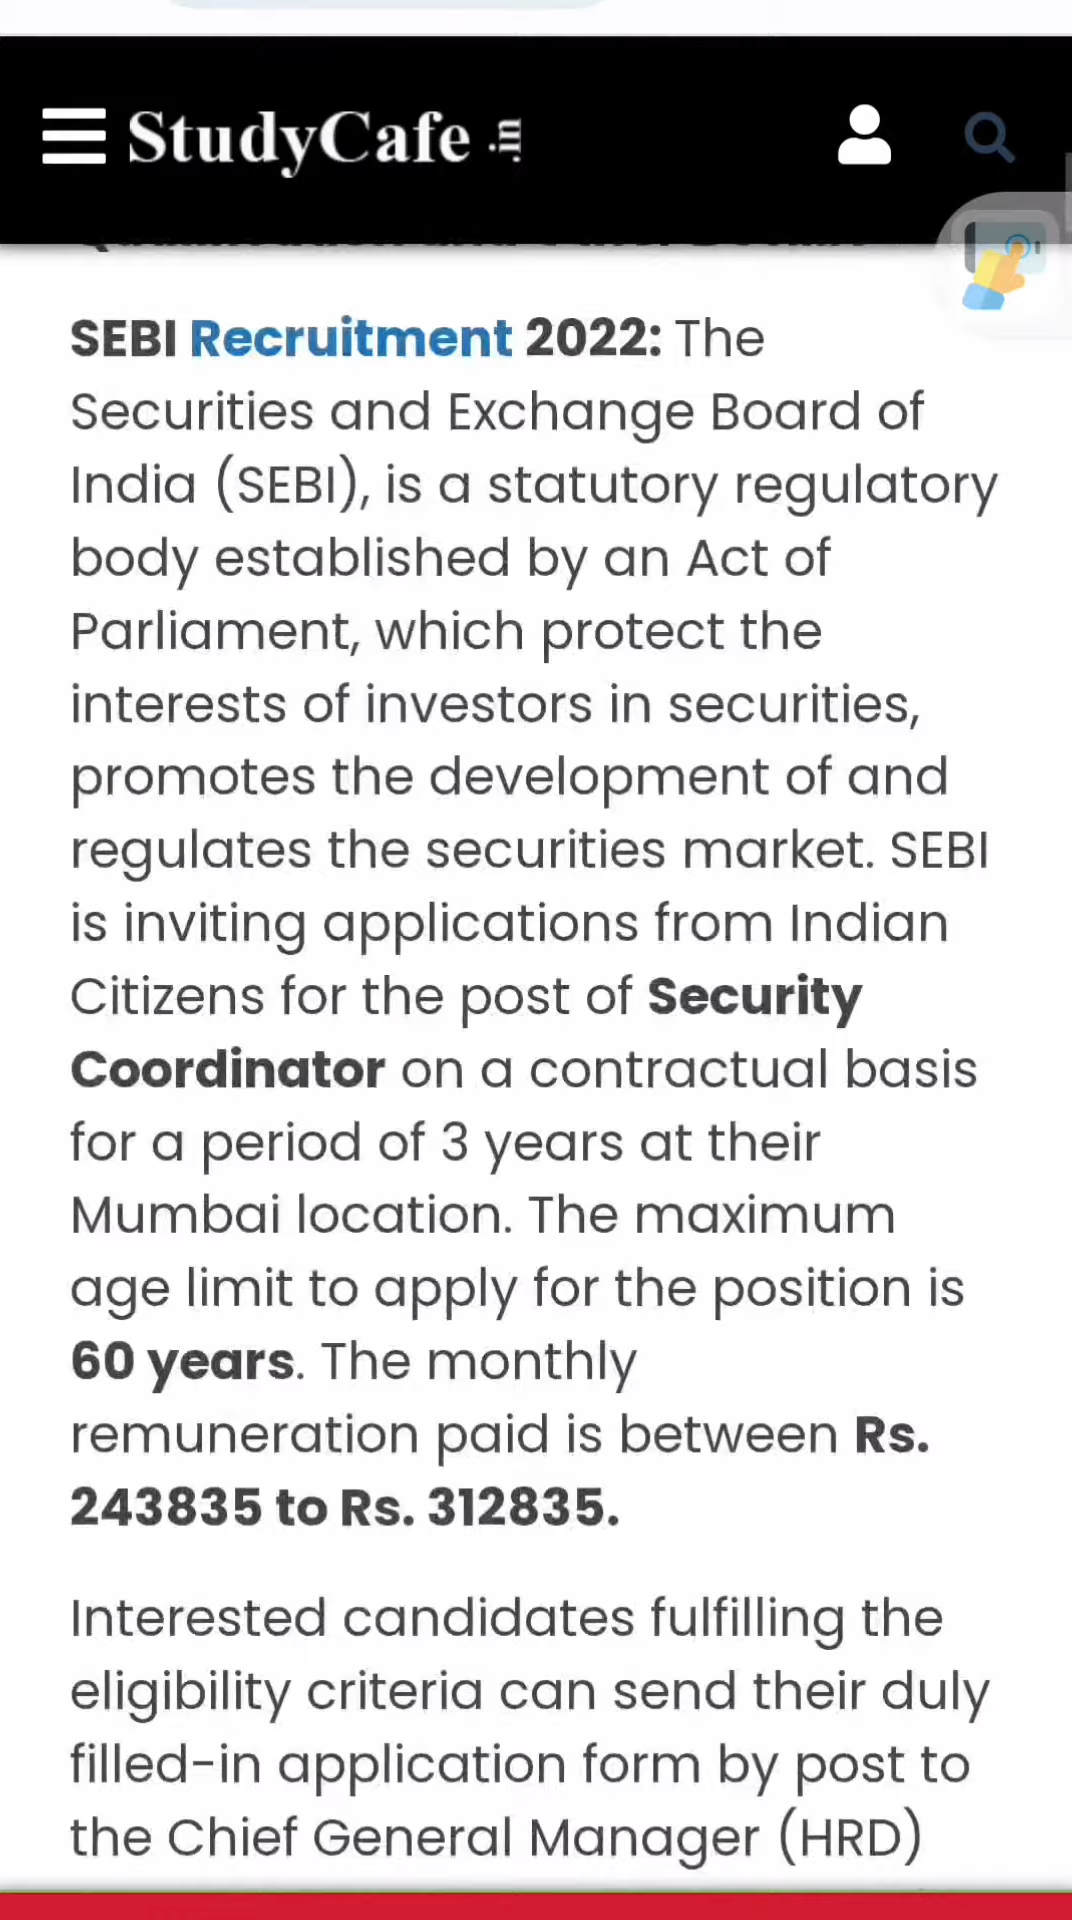 StudyCafe .in
SEBI Recruitment 2022: The
Securities and Exchange Board of
India (SEBI), is a statutory regulatory
body established by an Act of
Parliament, which protect the
interests of investors in securities,
promotes the development of and
regulates the securities market. SEBI
is inviting applications from Indian
Citizens for the post of Security
Coordinator on a contractual basis
for a period of 3 years at their
Mumbai location. The maximum
age limit to apply for the position is
60 years. The monthly
remuneration paid is between Rs.
243835 to Rs. 312835.
Interested candidates fulfilling the
eligibility criteria can send their duly
filled-in application form by post to
the Chief General Manager (HRD)